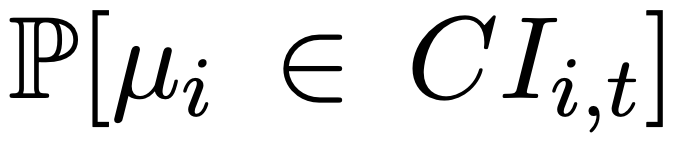 ℙ[μ_i ∈ CI_{i,t}]